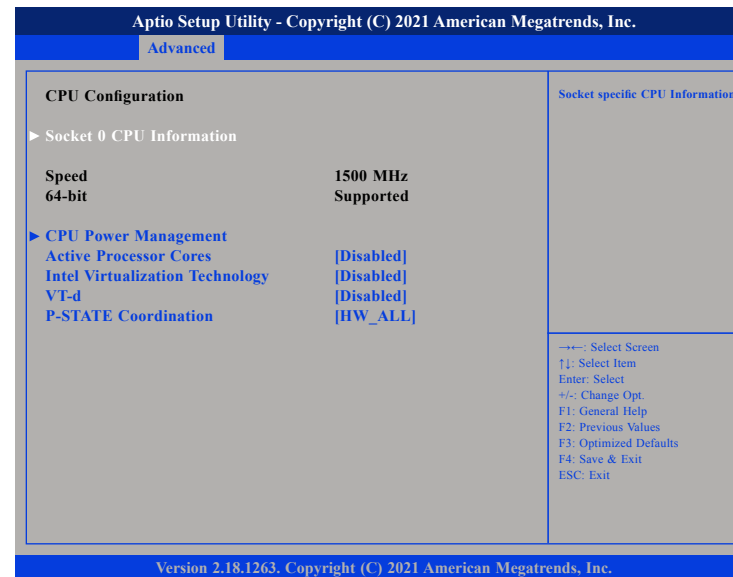 Aptio Setup Utility - Copyright (C) 2021 American Megatrends, Inc.
Advanced
CPU Configuration
► Socket 0 CPU Information
Speed 1500 MHz
64-bit Supported
► CPU Power Management
Active Processor Cores [Disabled]
Intel Virtualization Technology [Disabled]
VT-d [Disabled]
P-STATE Coordination [HW_ALL]
Socket specific CPU Information
→←: Select Screen
↑↓: Select Item
Enter: Select
+/-: Change Opt.
F1: General Help
F2: Previous Values
F3: Optimized Defaults
F4: Save & Exit
ESC: Exit
Version 2.18.1263. Copyright (C) 2021 American Megatrends, Inc.